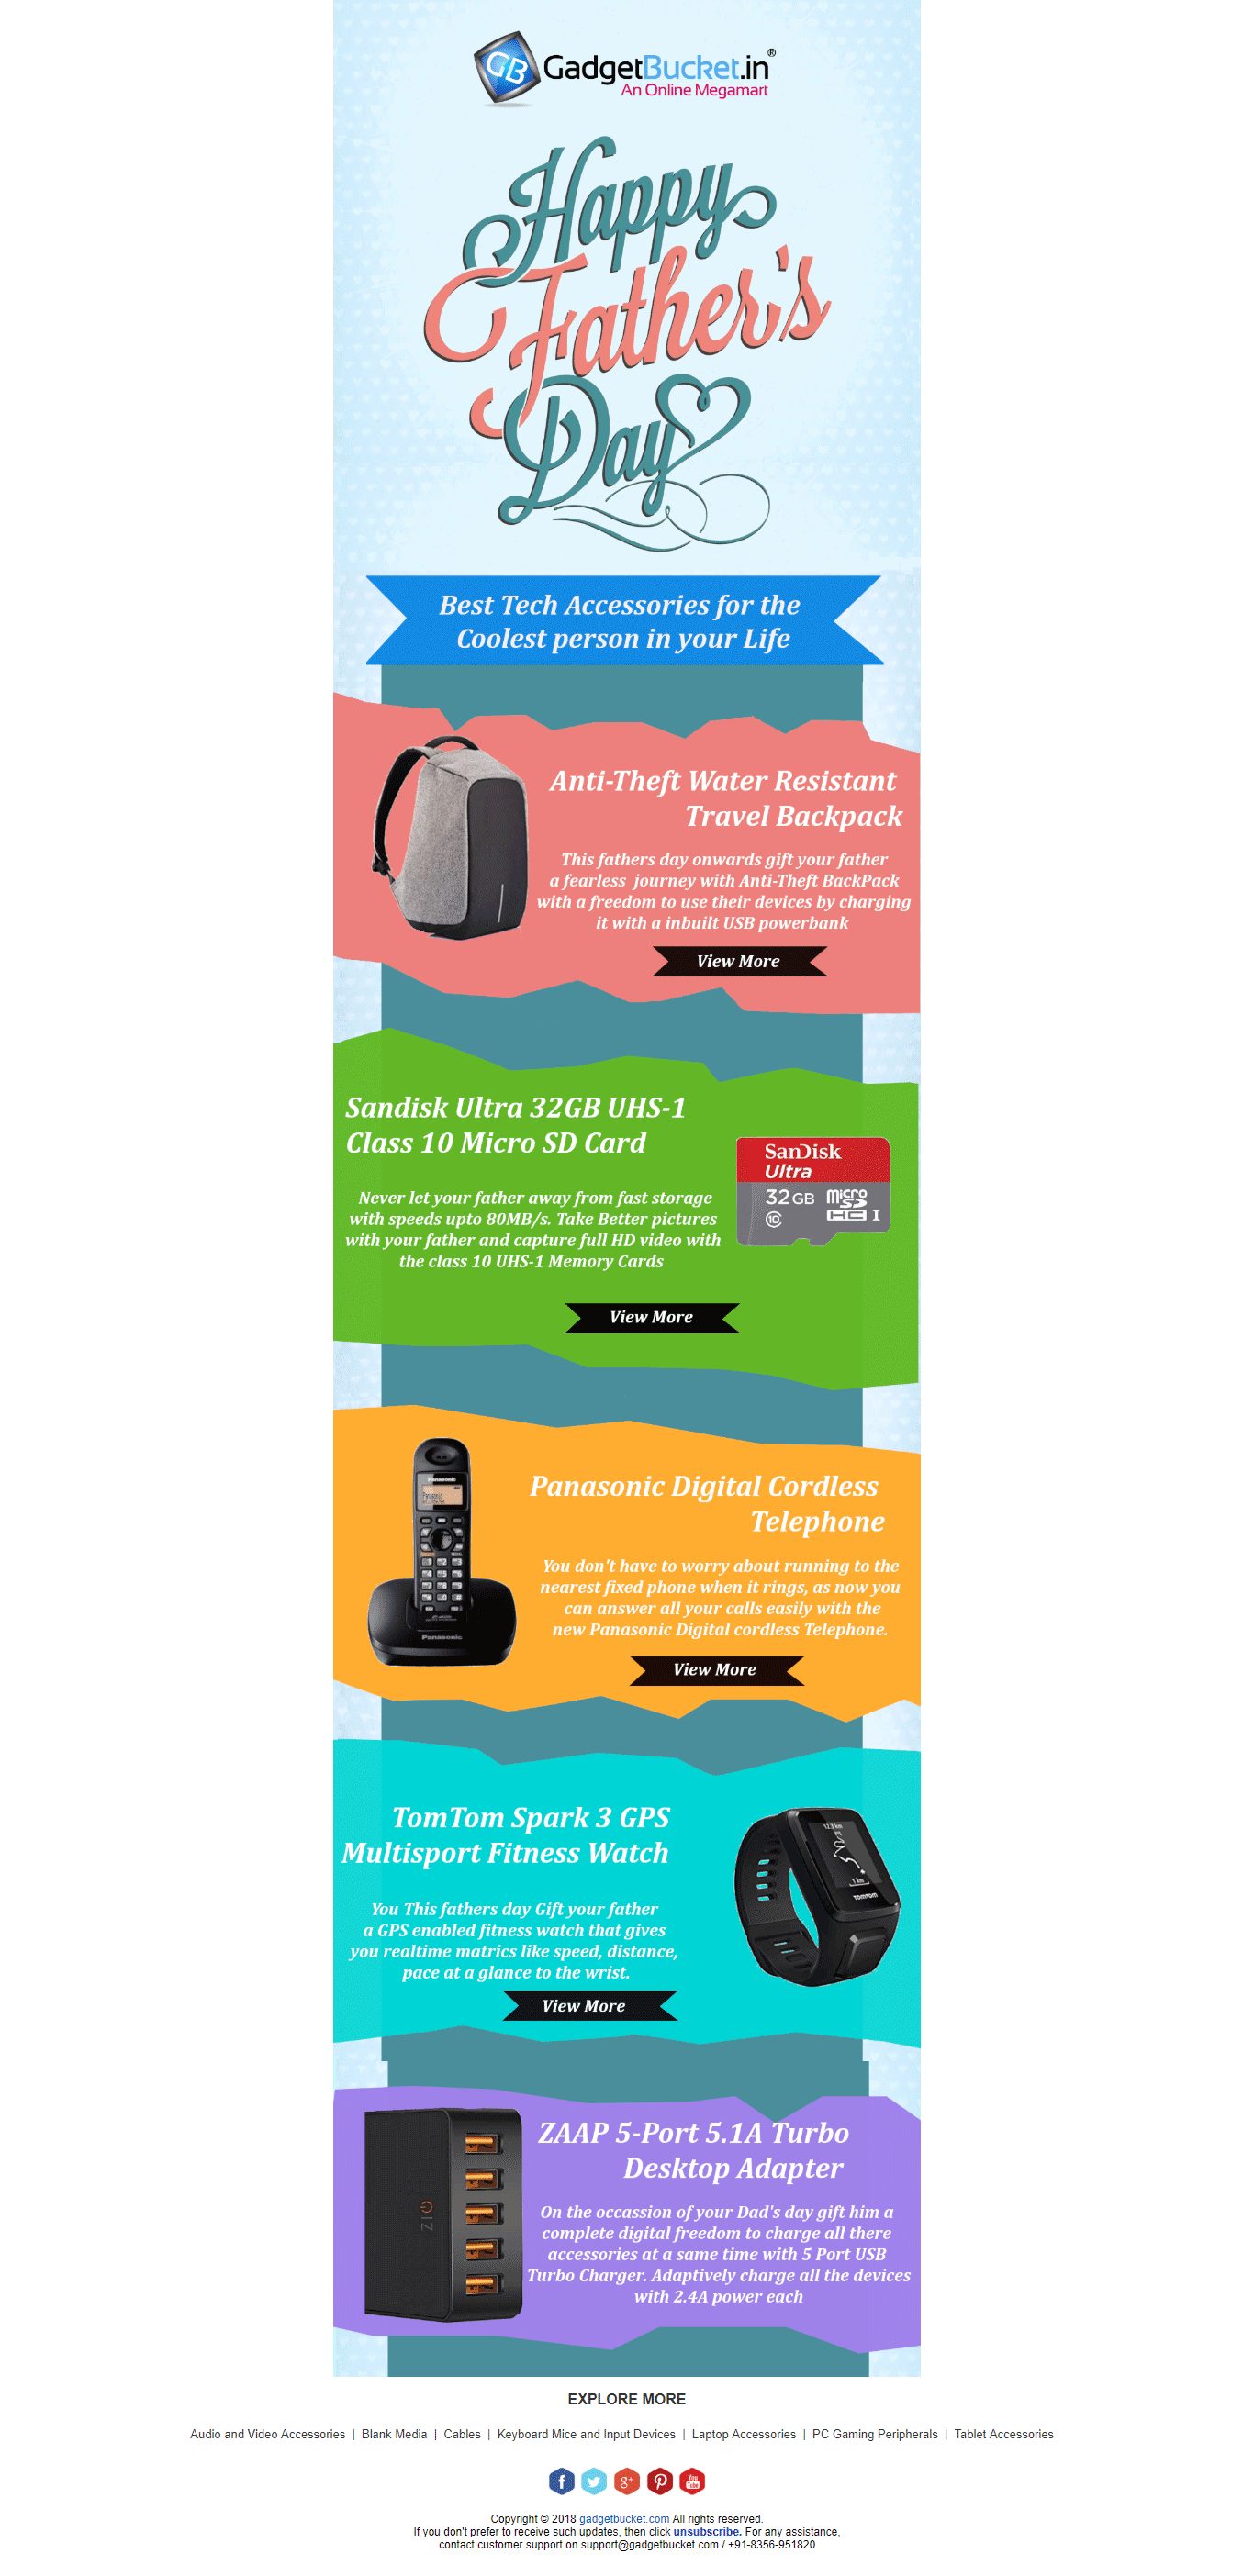 GB GadgetBucket.in®
An Online Megamart
Happy
Father's
Day
Best Tech Accessories for the
Coolest person in your Life
Anti-Theft Water Resistant
Travel Backpack
This fathers day onwards gift your father
a fearless journey with Anti-Theft BackPack
with a freedom to use their devices by charging
it with a inbuilt USB powerbank
View More
Sandisk Ultra 32GB UHS-1
Class 10 Micro SD Card
SanDisk
Ultra
32GB micro
SD
10 HC I
Never let your father away from fast storage
with speeds upto 80MB/s. Take Better pictures
with your father and capture full HD video with
the class 10 UHS-1 Memory Cards
View More
Panasonic
Panasonic
Panasonic Digital Cordless
Telephone
You don't have to worry about running to the
nearest fixed phone when it rings, as now you
can answer all your calls easily with the
new Panasonic Digital cordless Telephone.
View More
TomTom Spark 3 GPS
Multisport Fitness Watch
12.3 km
1 km
TOMTOM
You This fathers day Gift your father
a GPS enabled fitness watch that gives
you realtime matrics like speed, distance,
pace at a glance to the wrist.
View More
ZAAP 5-Port 5.1A Turbo
Desktop Adapter
On the occassion of your Dad's day gift him a
complete digital freedom to charge all there
accessories at a same time with 5 Port USB
Turbo Charger. Adaptively charge all the devices
with 2.4A power each
EXPLORE MORE
Audio and Video Accessories | Blank Media | Cables | Keyboard Mice and Input Devices | Laptop Accessories | PC Gaming Peripherals | Tablet Accessories
f g+ You Tube
Copyright © 2018 gadgetbucket.com All rights reserved.
If you don't prefer to receive such updates, then click unsubscribe. For any assistance,
contact customer support on support@gadgetbucket.com / +91-8356-951820